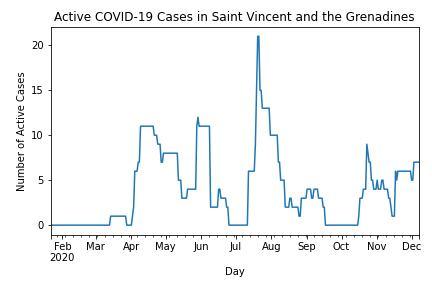 Active COVID-19 Cases in Saint Vincent and the Grenadines
Number of Active Cases
20
15
10
5
0
Feb Mar Apr May Jun Jul Aug Sep Oct Nov Dec
2020
Day